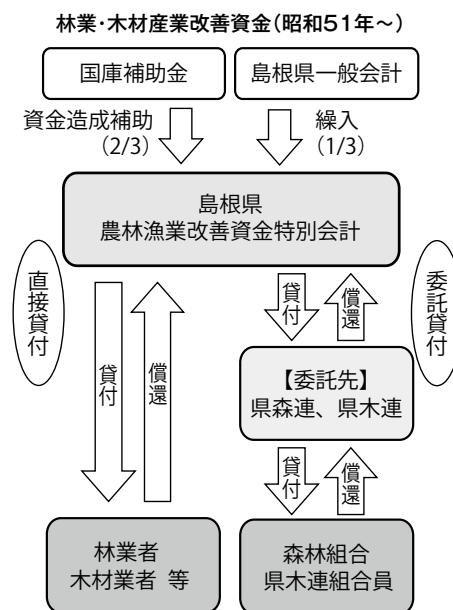 林業・木材産業改善資金(昭和51年～)
国庫補助金
島根県一般会計
資金造成補助
(2/3)
繰入
(1/3)
島根県
農林漁業改善資金特別会計
直接貸付
委託貸付
貸付
償還
貸付
償還
【委託先】
県森連、県木連
貸付
償還
林業者
木材業者 等
森林組合
県木連組合員